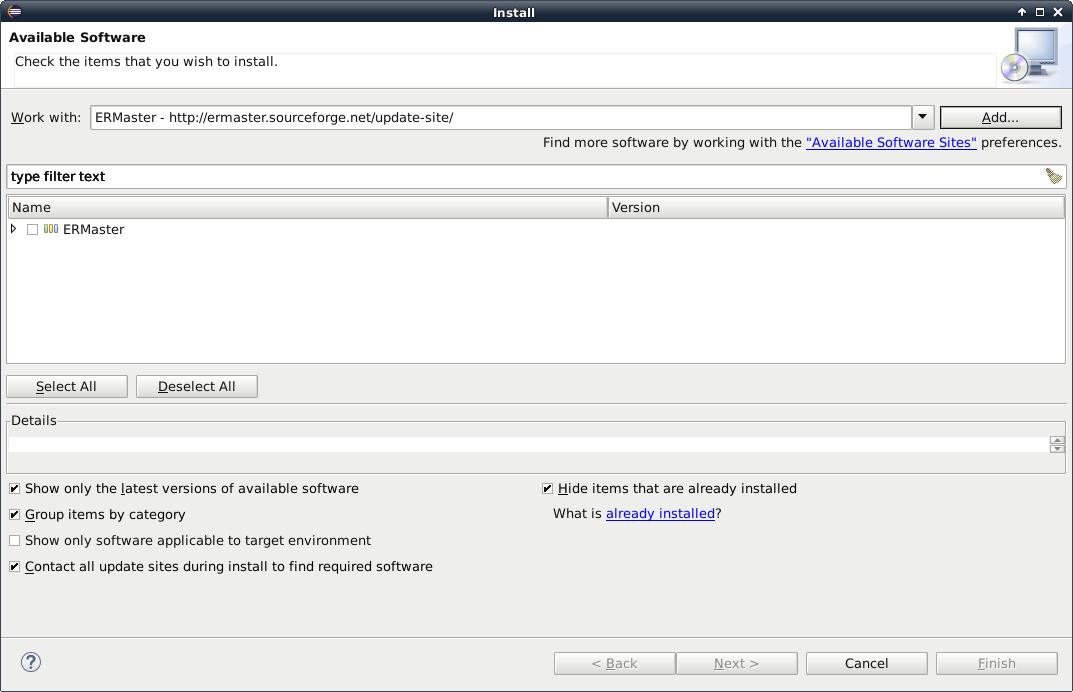 Install
Available Software
Check the items that you wish to install.
Work with: ERMaster - http://ermaster.sourceforge.net/update-site/ Add...
Find more software by working with the "Available Software Sites" preferences.
type filter text
Name Version
ERMaster
Select All Deselect All
Details
Show only the latest versions of available software Hide items that are already installed
Group items by category What is already installed?
Show only software applicable to target environment
Contact all update sites during install to find required software
? < Back Next > Cancel Finish